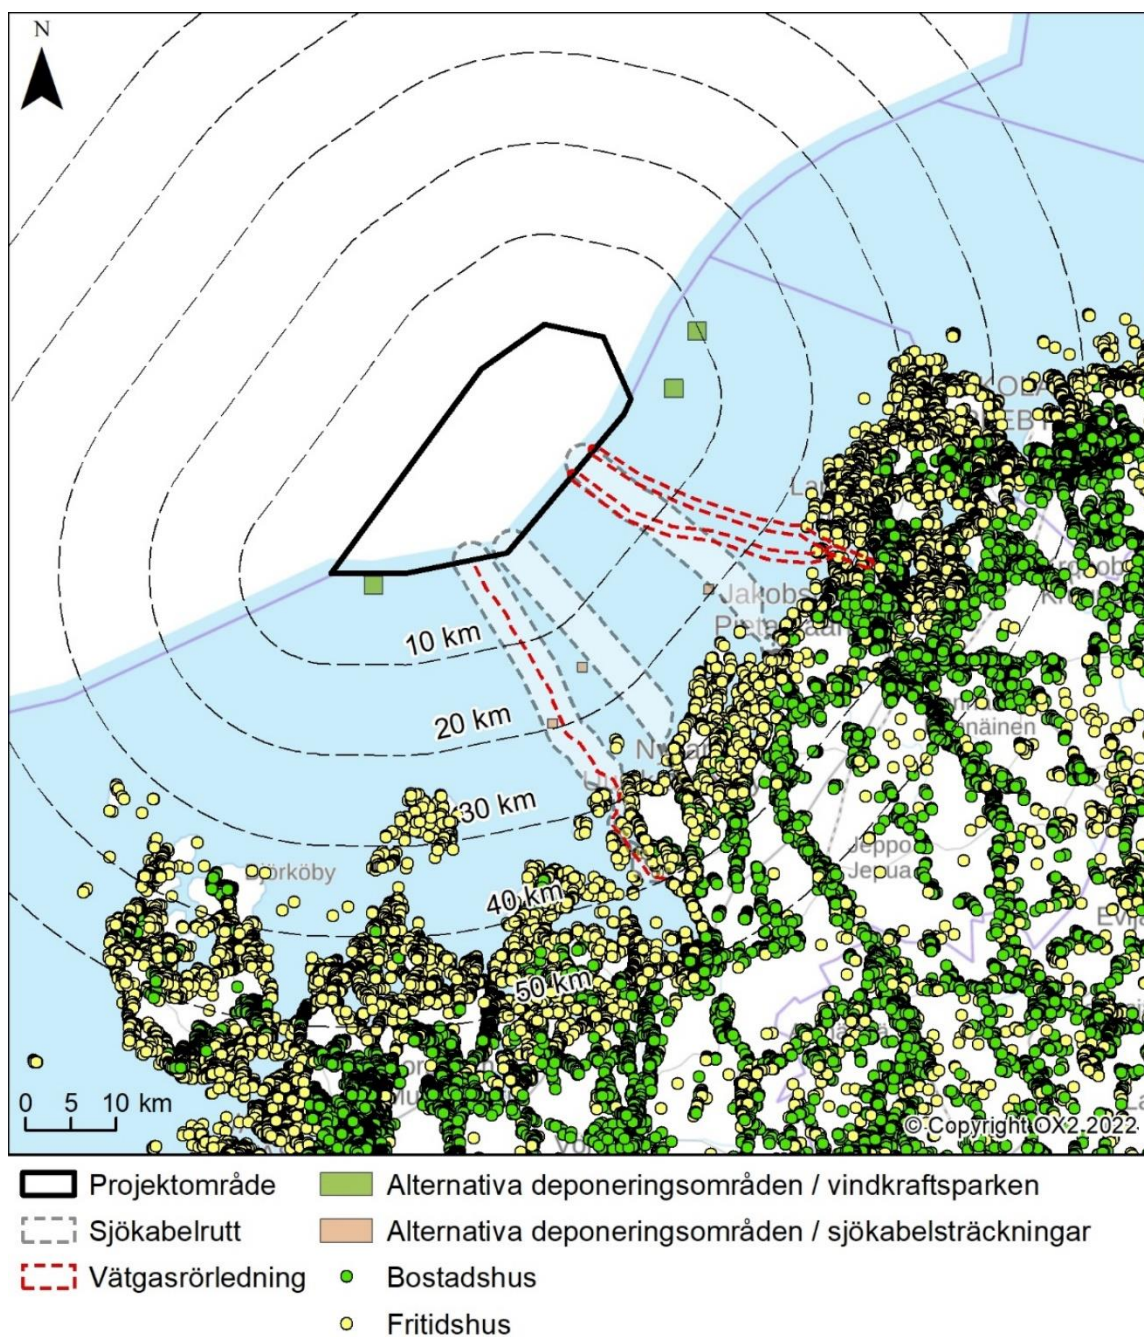 N
KOLA
Jakobs
10 km
20 km
30 km
Björköby
Jeppo
Jepua
40 km
50 km
0 5 10 km
© Copyright OX2 2022
Projektområde
Alternativa deponeringsområden / vindkraftsparken
Sjökabelrutt
Alternativa deponeringsområden / sjökabelsträckningar
Vätgasrörledning
Bostadshus
Fritidshus